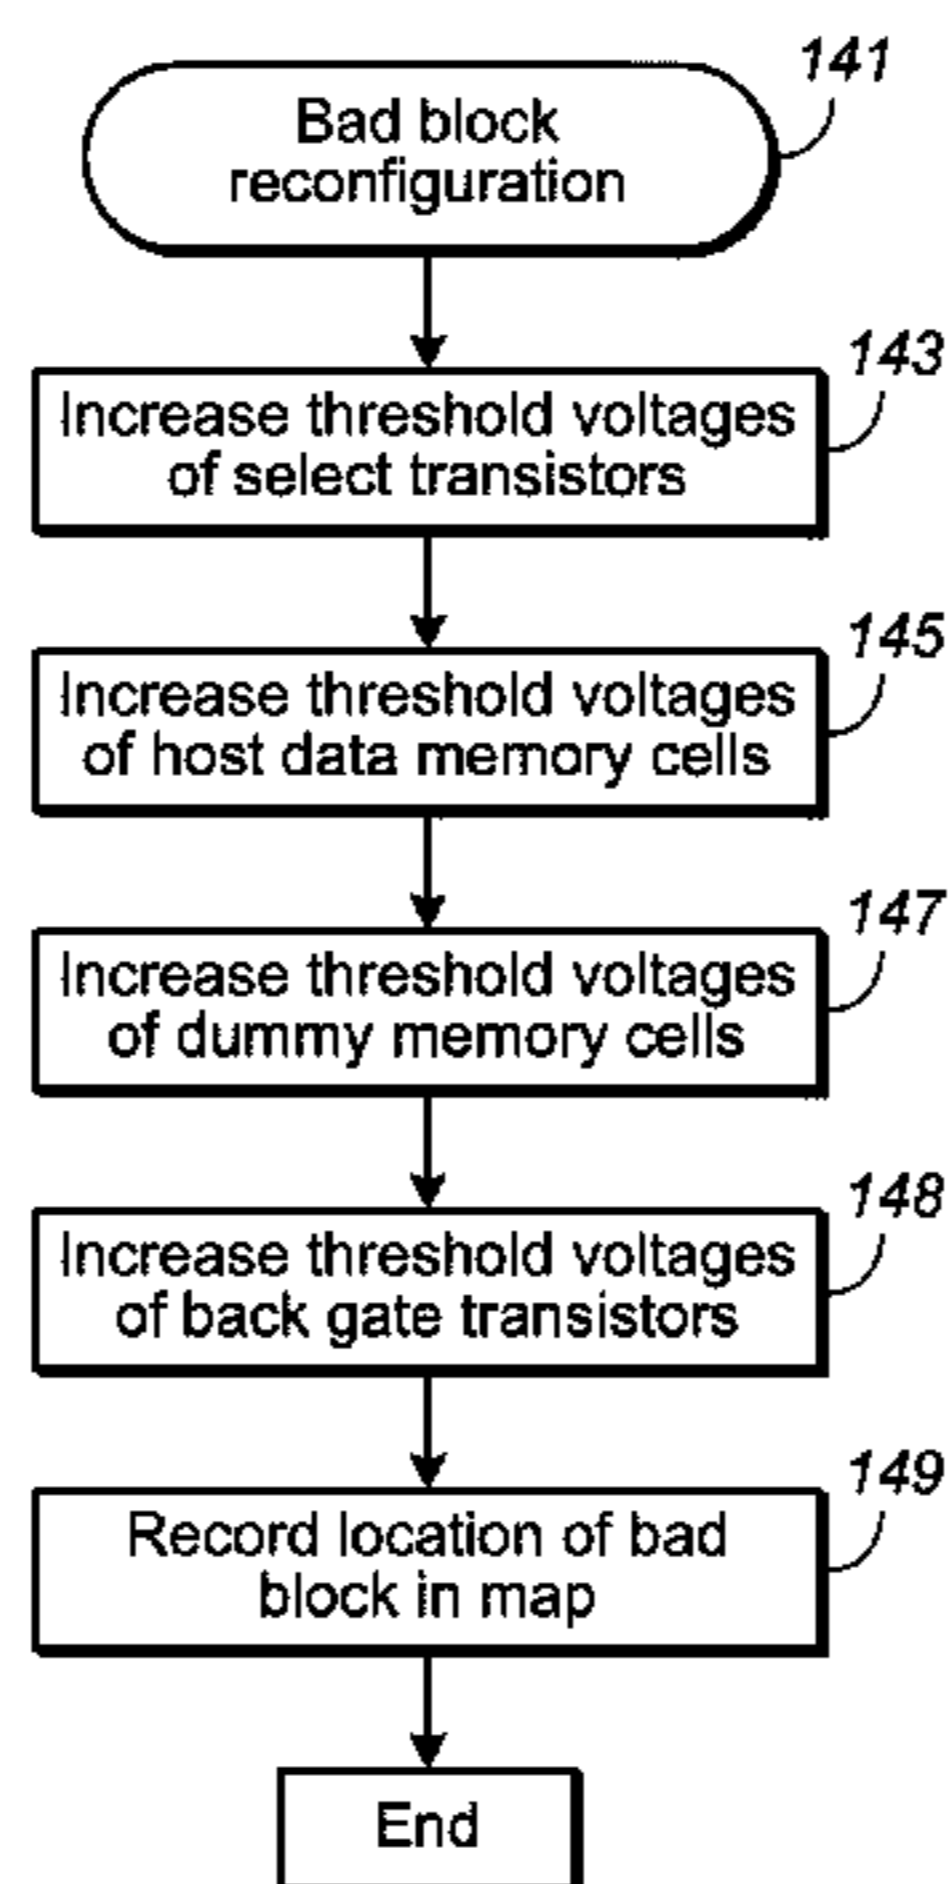 141
Bad block
reconfiguration
143
Increase threshold voltages
of select transistors
145
Increase threshold voltages
of host data memory cells
147
Increase threshold voltages
of dummy memory cells
148
Increase threshold voltages
of back gate transistors
149
Record location of bad
block in map
End